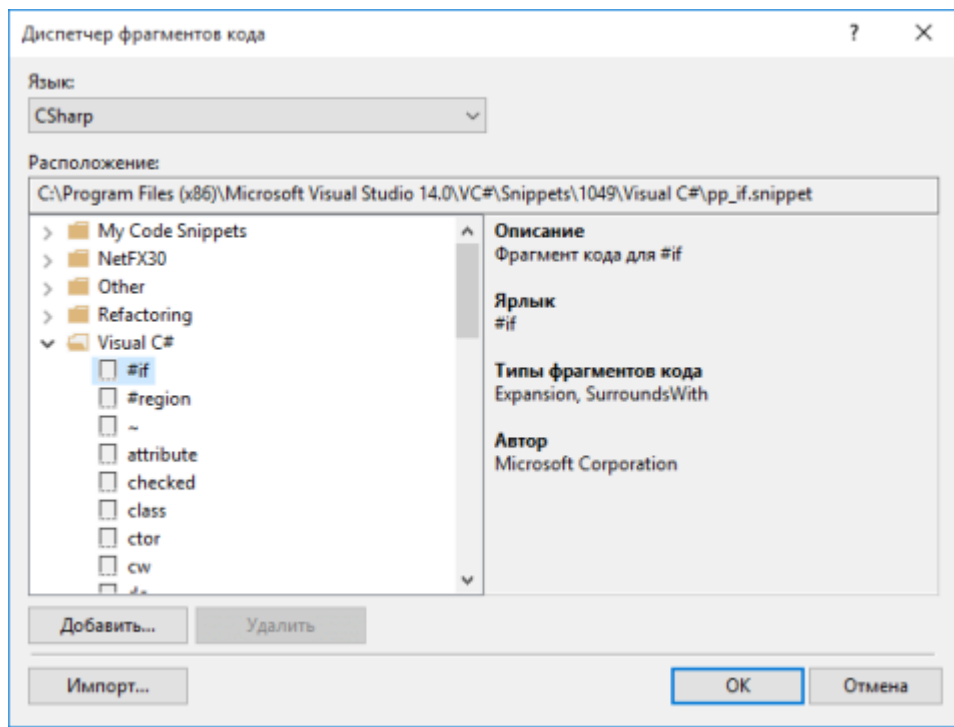 Диспетчер фрагментов кода
?
Язык:
CSharp
Расположение:
C:\Program Files (x86)\Microsoft Visual Studio 14.0\VC#\Snippets\1049\Visual C#\pp_if.snippet
My Code Snippets
NetFX30
Other
Refactoring
Visual C#
#if
#region
~
attribute
checked
class
ctor
cw
Описание
Фрагмент кода для #if
Ярлык
#if
Типы фрагментов кода
Expansion, SurroundsWith
Автор
Microsoft Corporation
Добавить...
Удалить
Импорт...
OK
Отмена